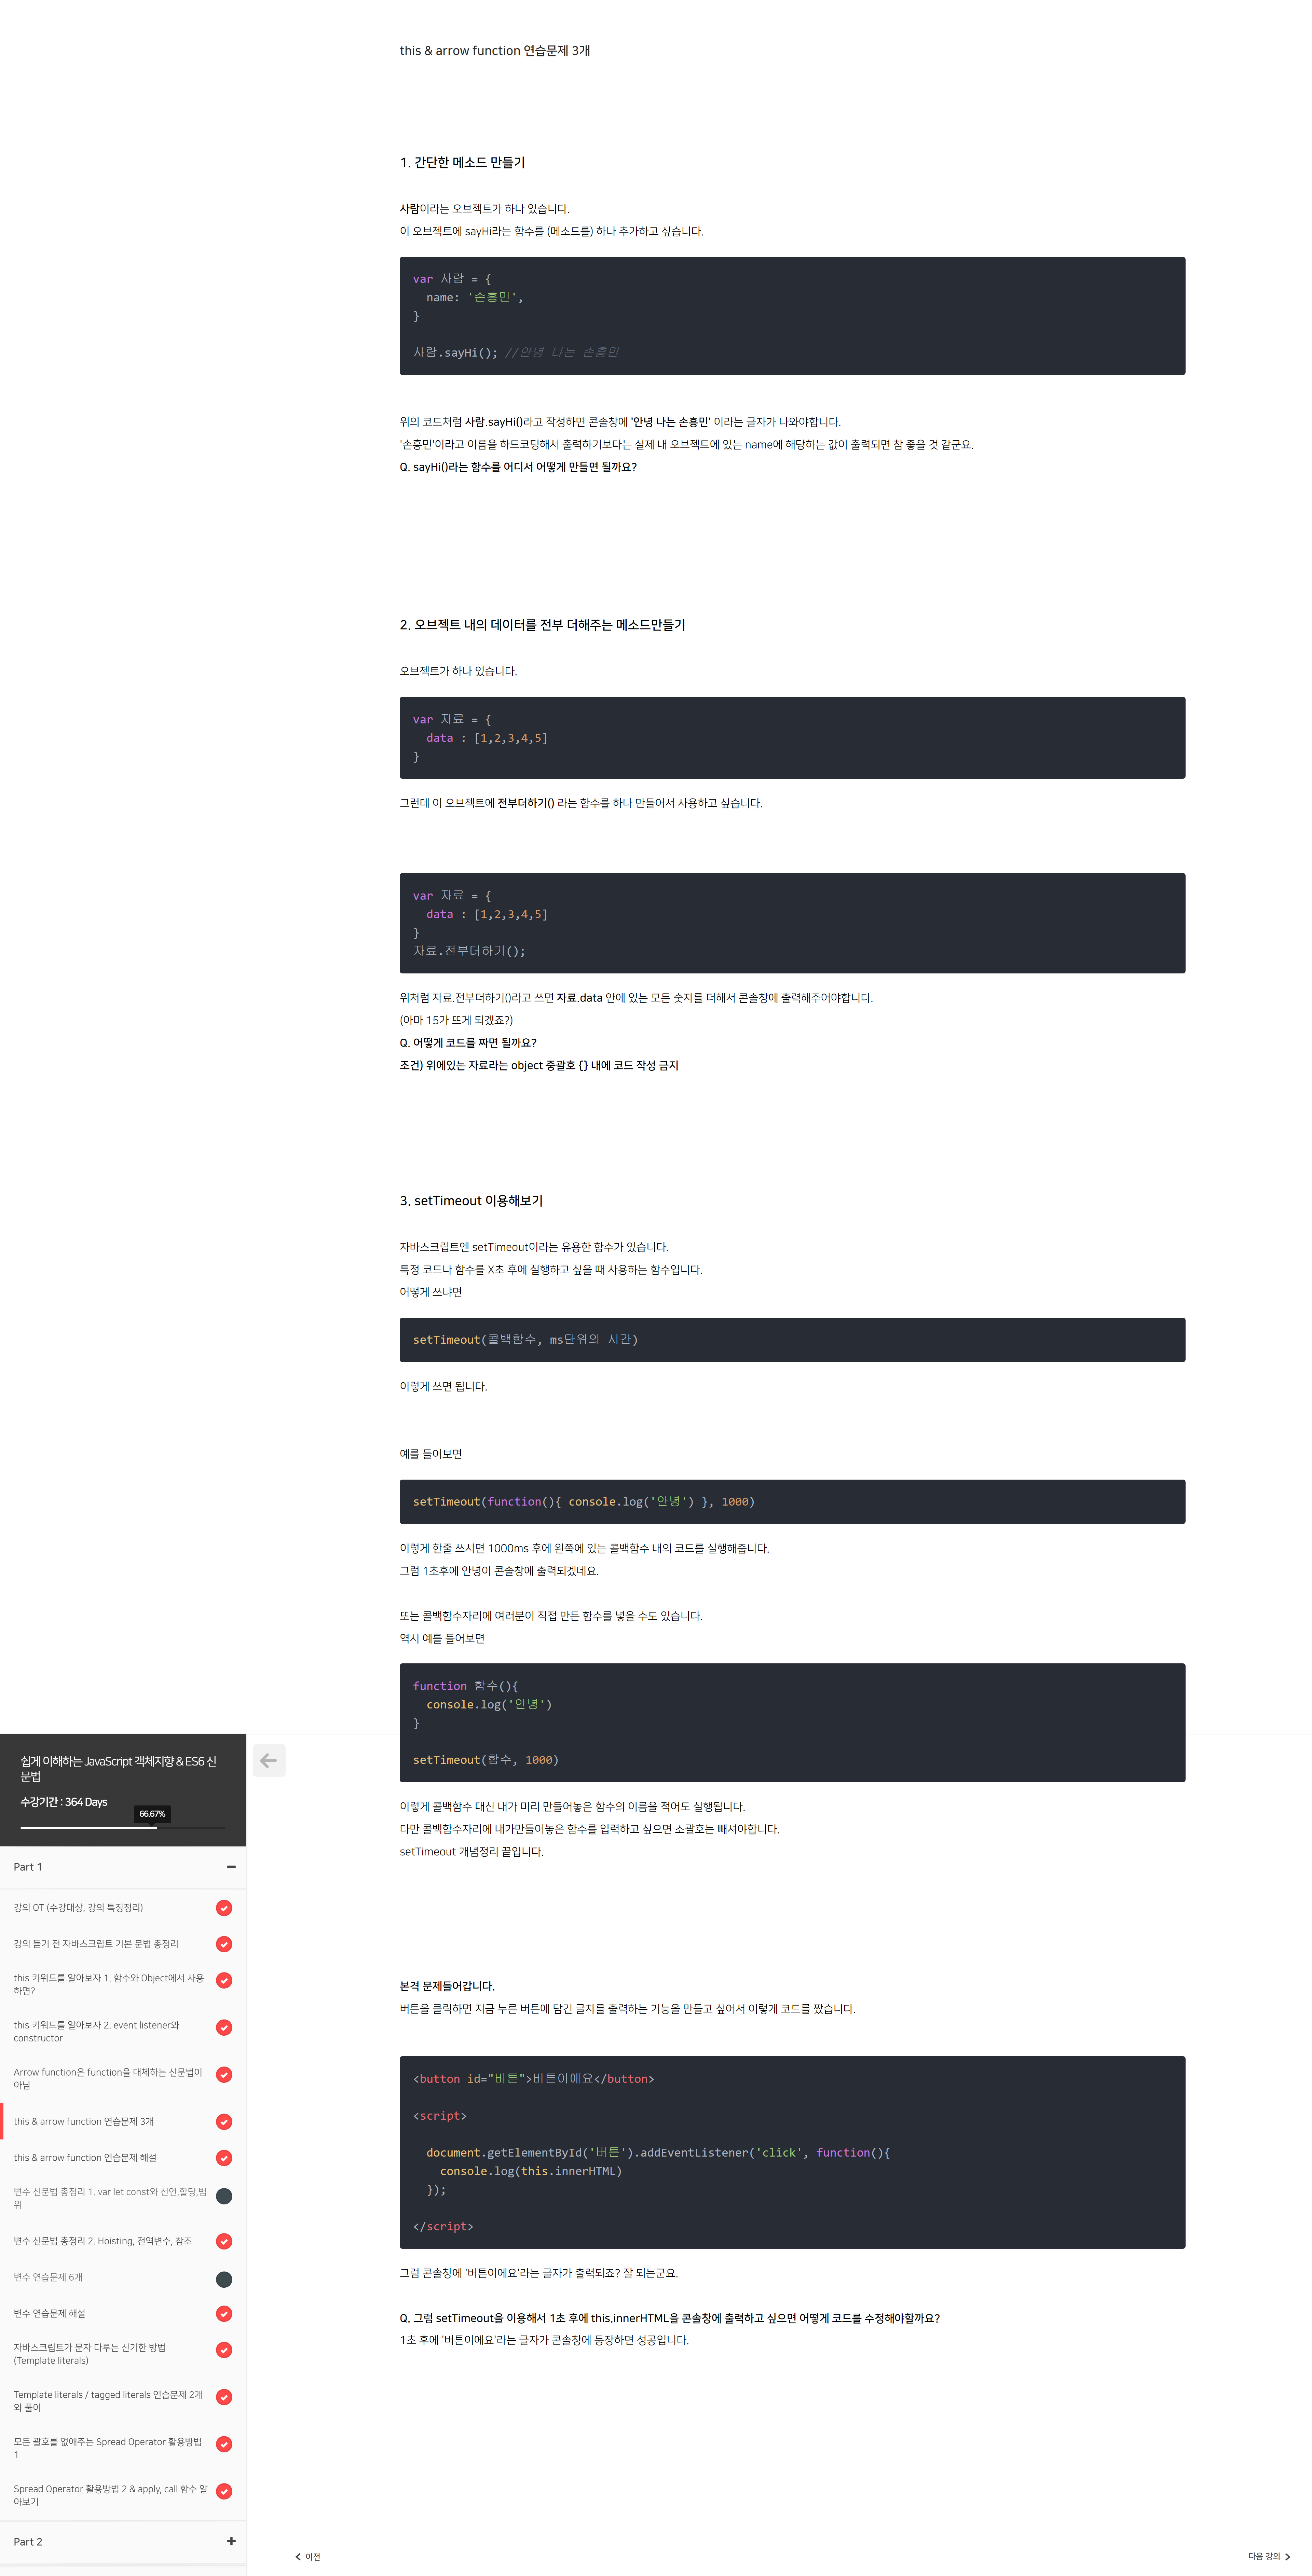 this & arrow function 연습문제 3개
1. 간단한 메소드 만들기
사람이라는 오브젝트가 하나 있습니다.
이 오브젝트에 sayHi라는 함수를 (메소드를) 하나 추가하고 싶습니다.
var 사람 = {
  name: '손흥민',
}
사람.sayHi(); //안녕 나는 손흥민
위의 코드처럼 사람.sayHi()라고 작성하면 콘솔창에 '안녕 나는 손흥민' 이라는 글자가 나와야합니다.
'손흥민'이라고 이름을 하드코딩해서 출력하기보다는 실제 내 오브젝트에 있는 name에 해당하는 값이 출력되면 참 좋을 것 같군요.
Q. sayHi()라는 함수를 어디서 어떻게 만들면 될까요?
2. 오브젝트 내의 데이터를 전부 더해주는 메소드만들기
오브젝트가 하나 있습니다.
var 자료 = {
  data : [1,2,3,4,5]
}
그런데 이 오브젝트에 전부더하기() 라는 함수를 하나 만들어서 사용하고 싶습니다.
var 자료 = {
  data : [1,2,3,4,5]
}
자료.전부더하기();
위처럼 자료.전부더하기()라고 쓰면 자료.data 안에 있는 모든 숫자를 더해서 콘솔창에 출력해주어야합니다.
(아마 15가 뜨게 되겠죠?)
Q. 어떻게 코드를 짜면 될까요?
조건) 위에있는 자료라는 object 중괄호 {} 내에 코드 작성 금지
3. setTimeout 이용해보기
자바스크립트엔 setTimeout이라는 유용한 함수가 있습니다.
특정 코드나 함수를 X초 후에 실행하고 싶을 때 사용하는 함수입니다.
어떻게 쓰냐면
setTimeout(콜백함수, ms단위의 시간)
이렇게 쓰면 됩니다.
예를 들어보면
setTimeout(function(){ console.log('안녕') }, 1000)
이렇게 한줄 쓰시면 1000ms 후에 왼쪽에 있는 콜백함수 내의 코드를 실행해줍니다.
그럼 1초후에 안녕이 콘솔창에 출력되겠네요.
또는 콜백함수자리에 여러분이 직접 만든 함수를 넣을 수도 있습니다.
역시 예를 들어보면
function 함수(){
  console.log('안녕')
}
setTimeout(함수, 1000)
이렇게 콜백함수 대신 내가 미리 만들어놓은 함수의 이름을 적어도 실행됩니다.
다만 콜백함수자리에 내가만들어놓은 함수를 입력하고 싶으면 소괄호는 빼셔야합니다.
setTimeout 개념정리 끝입니다.
본격 문제들어갑니다.
버튼을 클릭하면 지금 누른 버튼에 담긴 글자를 출력하는 기능을 만들고 싶어서 이렇게 코드를 짰습니다.
<button id="버튼">버튼이에요</button>
<script>
  document.getElementById('버튼').addEventListener('click', function(){
    console.log(this.innerHTML)
  });
</script>
그럼 콘솔창에 '버튼이에요'라는 글자가 출력되죠? 잘 되는군요.
Q. 그럼 setTimeout을 이용해서 1초 후에 this.innerHTML을 콘솔창에 출력하고 싶으면 어떻게 코드를 수정해야할까요?
1초 후에 '버튼이에요'라는 글자가 콘솔창에 등장하면 성공입니다.
쉽게 이해하는 JavaScript 객체지향 & ES6 신
문법
수강기간 : 364 Days
66.67%
Part 1
강의 OT (수강대상, 강의 특징정리)
강의 듣기 전 자바스크립트 기본 문법 총정리
this 키워드를 알아보자 1. 함수와 Object에서 사용
하면?
this 키워드를 알아보자 2. event listener와
constructor
Arrow function은 function을 대체하는 신문법이
아님
this & arrow function 연습문제 3개
this & arrow function 연습문제 해설
변수 신문법 총정리 1. var let const와 선언,할당,범
위
변수 신문법 총정리 2. Hoisting, 전역변수, 참조
변수 연습문제 6개
변수 연습문제 해설
자바스크립트가 문자 다루는 신기한 방법
(Template literals)
Template literals / tagged literals 연습문제 2개
와 풀이
모든 괄호를 없애주는 Spread Operator 활용방법
1
Spread Operator 활용방법 2 & apply, call 함수 알
아보기
Part 2
이전
다음 강의